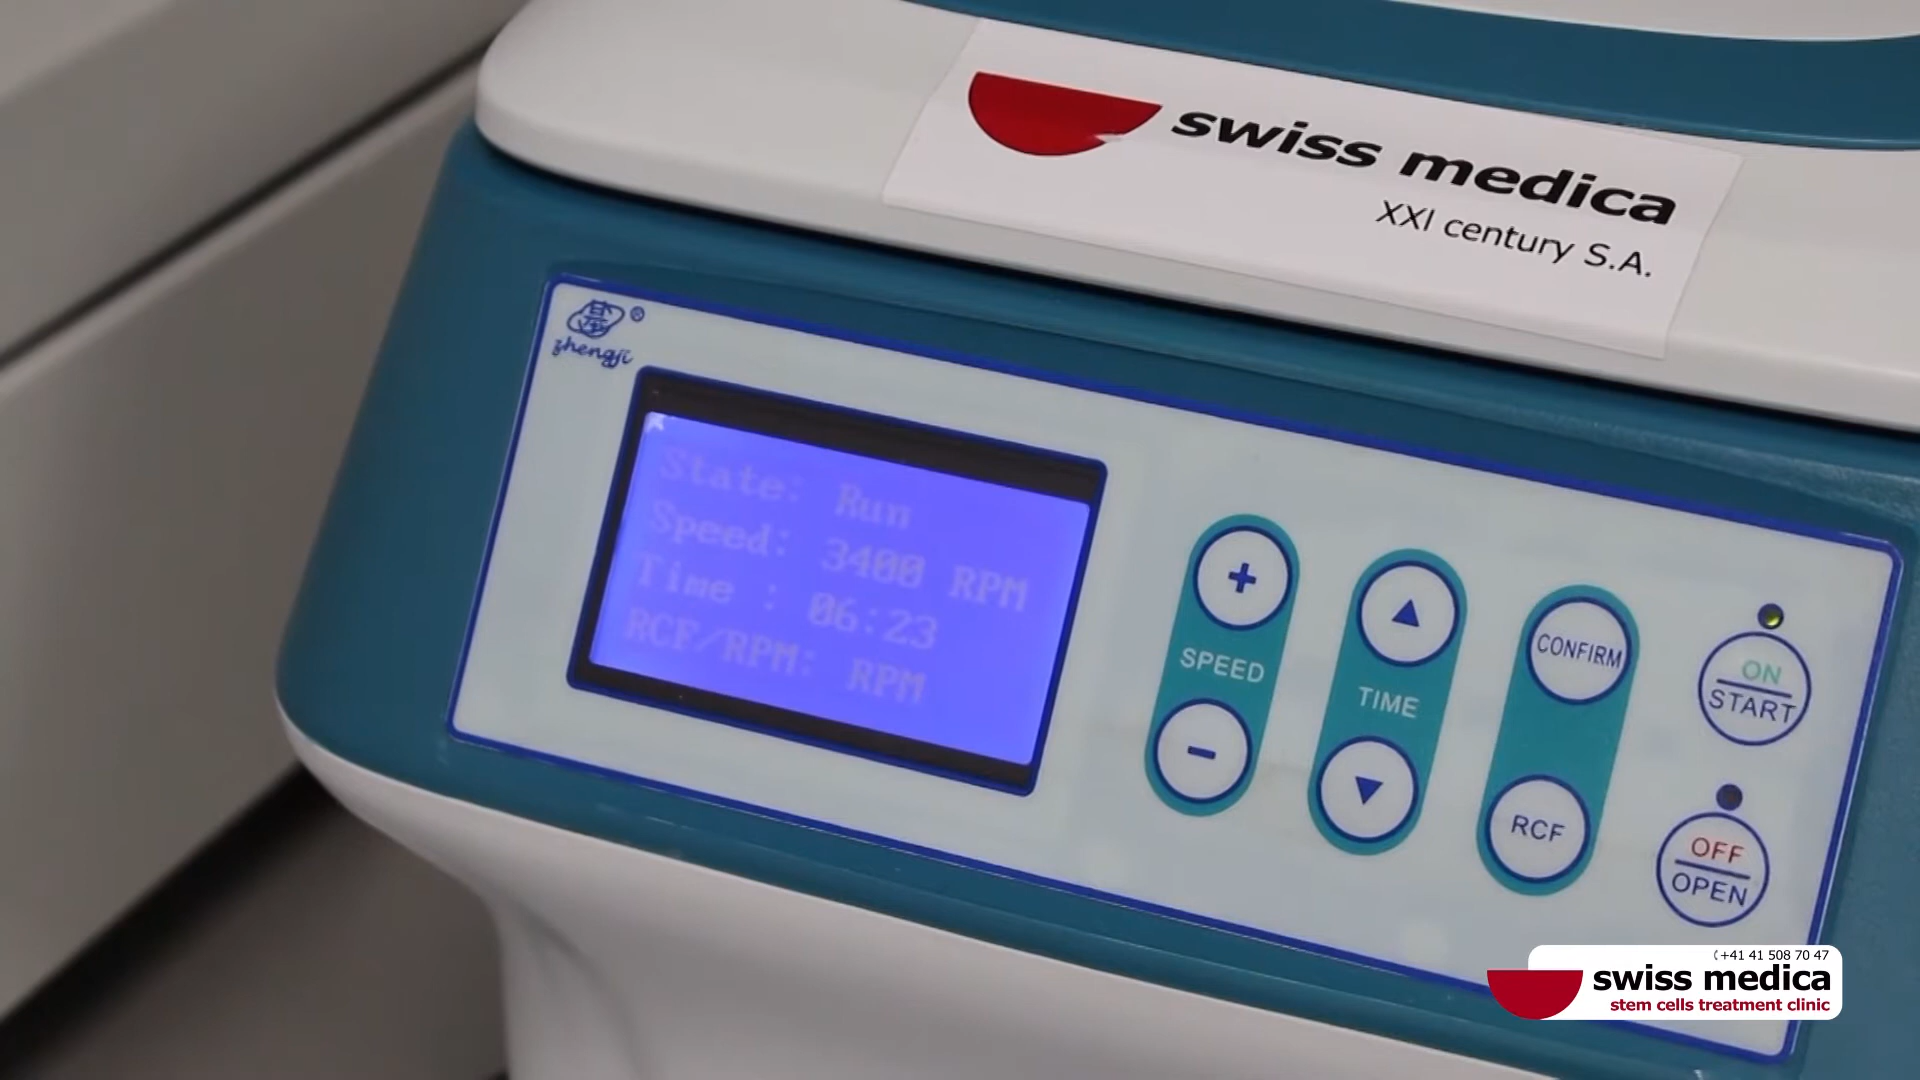 swiss medica
XXI century S.A.
®
zhengji
State: Run
Speed: 3400 RPM
Time : 06:23
RCF/RPM: RPM
+
SPEED
-
▲
TIME
▼
CONFIRM
RCF
ON
START
OFF
OPEN
+41 41 508 70 47
swiss medica
stem cells treatment clinic